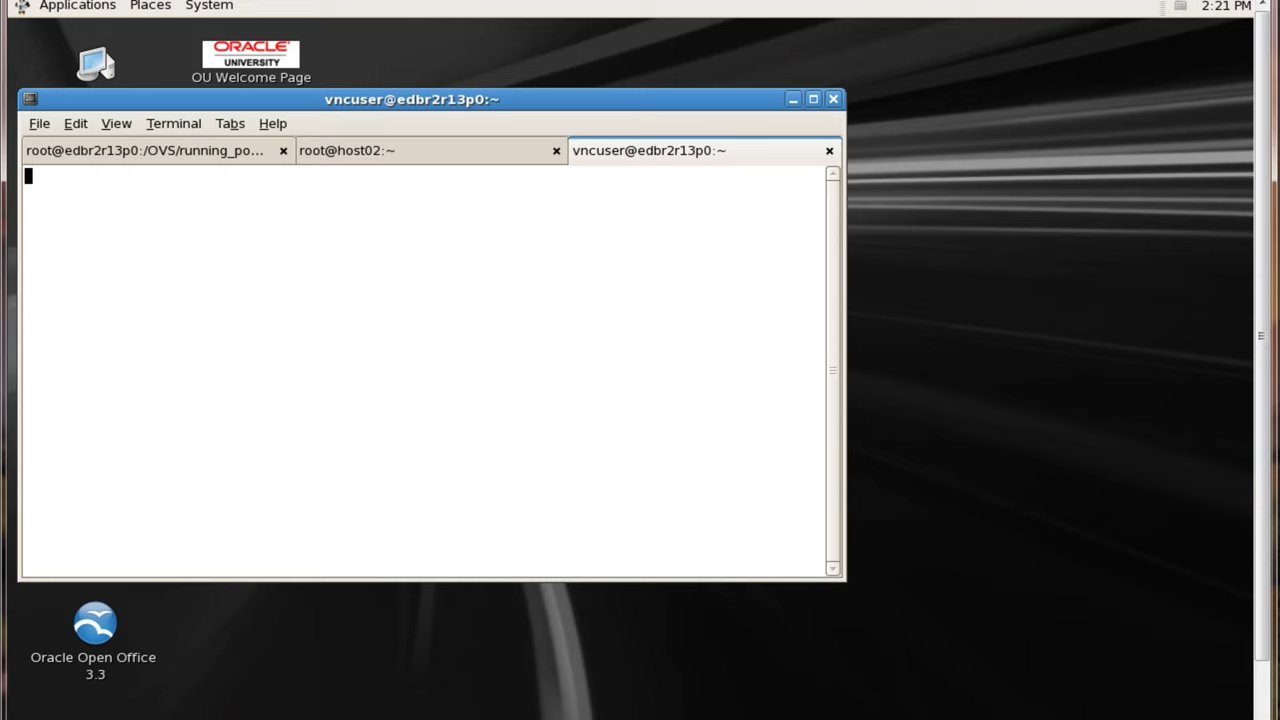 Applications Places System 2:21 PM
ORACLE
UNIVERSITY
OU Welcome Page
vncuser@edbr2r13p0:~
File Edit View Terminal Tabs Help
root@edbr2r13p0:/OVS/running_po... root@host02:~ vncuser@edbr2r13p0:~
Oracle Open Office
3.3